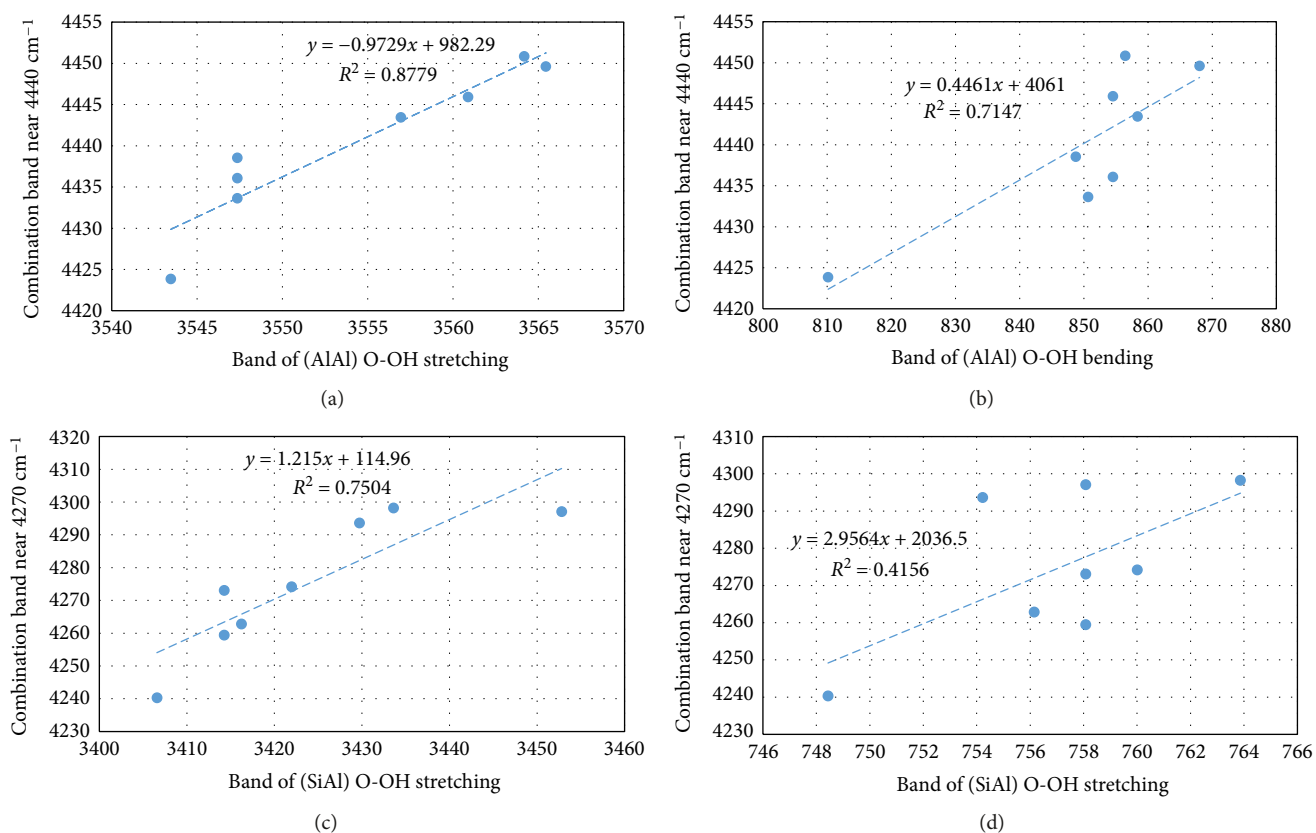 Combination band near 4440 cm⁻¹
4455
4450
4445
4440
4435
4430
4425
4420
y = −0.9729x + 982.29
R² = 0.8779
3540 3545 3550 3555 3560 3565 3570
Band of (AlAl) O-OH stretching
(a)
Combination band near 4440 cm⁻¹
4455
4450
4445
4440
4435
4430
4425
4420
y = 0.4461x + 4061
R² = 0.7147
800 810 820 830 840 850 860 870 880
Band of (AlAl) O-OH bending
(b)
Combination band near 4270 cm⁻¹
4320
4310
4300
4290
4280
4270
4260
4250
4240
4230
y = 1.215x + 114.96
R² = 0.7504
3400 3410 3420 3430 3440 3450 3460
Band of (SiAl) O-OH stretching
(c)
Combination band near 4270 cm⁻¹
4310
4300
4290
4280
4270
4260
4250
4240
4230
y = 2.9564x + 2036.5
R² = 0.4156
746 748 750 752 754 756 758 760 762 764 766
Band of (SiAl) O-OH stretching
(d)